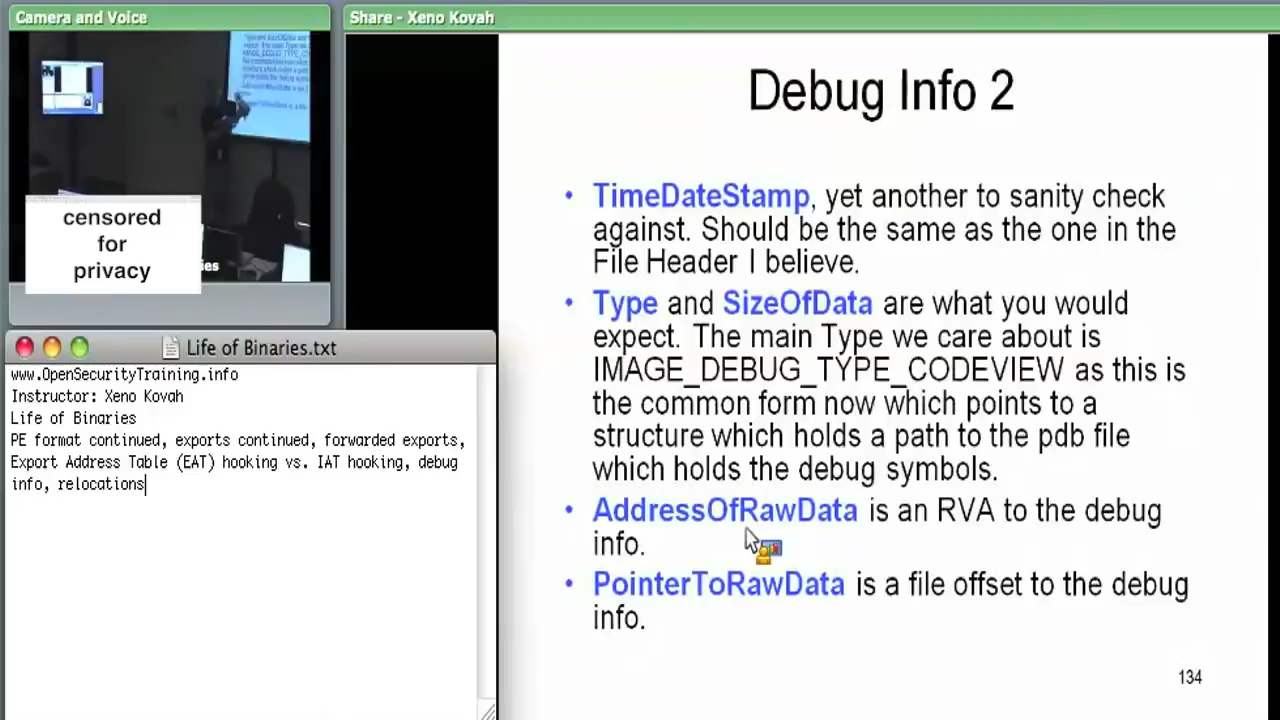 Camera and Voice
Share - Xeno Kovah
censored
for
privacy
ies
Life of Binaries.txt
www.OpenSecurityTraining.info
Instructor: Xeno Kovah
Life of Binaries
PE format continued, exports continued, forwarded exports,
Export Address Table (EAT) hooking vs. IAT hooking, debug
info, relocations
Debug Info 2
• TimeDateStamp, yet another to sanity check
against. Should be the same as the one in the
File Header I believe.
• Type and SizeOfData are what you would
expect. The main Type we care about is
IMAGE_DEBUG_TYPE_CODEVIEW as this is
the common form now which points to a
structure which holds a path to the pdb file
which holds the debug symbols.
• AddressOfRawData is an RVA to the debug
info.
• PointerToRawData is a file offset to the debug
info.
134